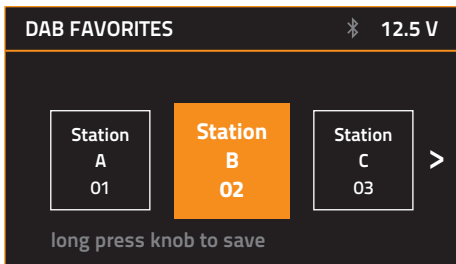 DAB FAVORITES 12.5 V
Station
A
01
Station
B
02
Station
C
03
>
long press knob to save